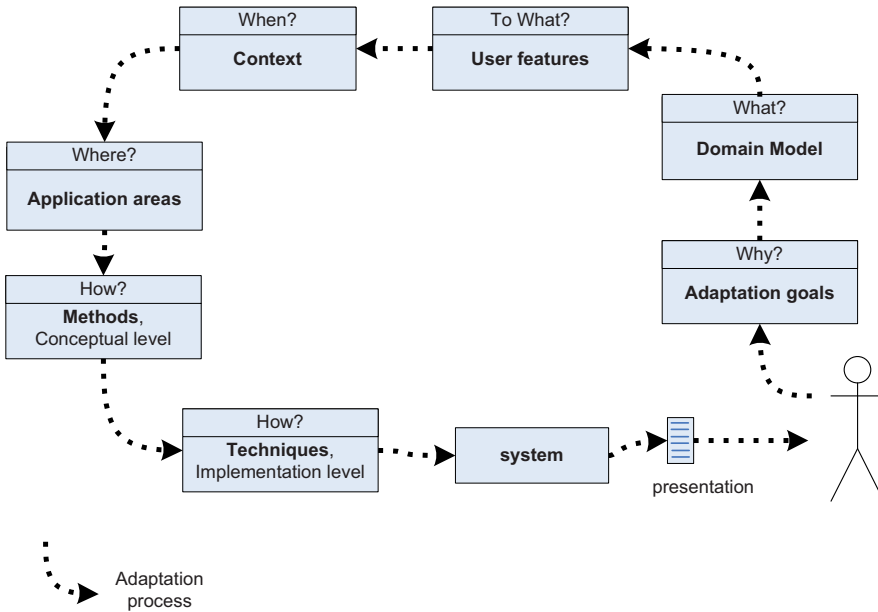 When?
Context
To What?
User features
What?
Domain Model
Where?
Application areas
Why?
Adaptation goals
How?
Methods,
Conceptual level
How?
Techniques,
Implementation level
system
presentation
Adaptation
process